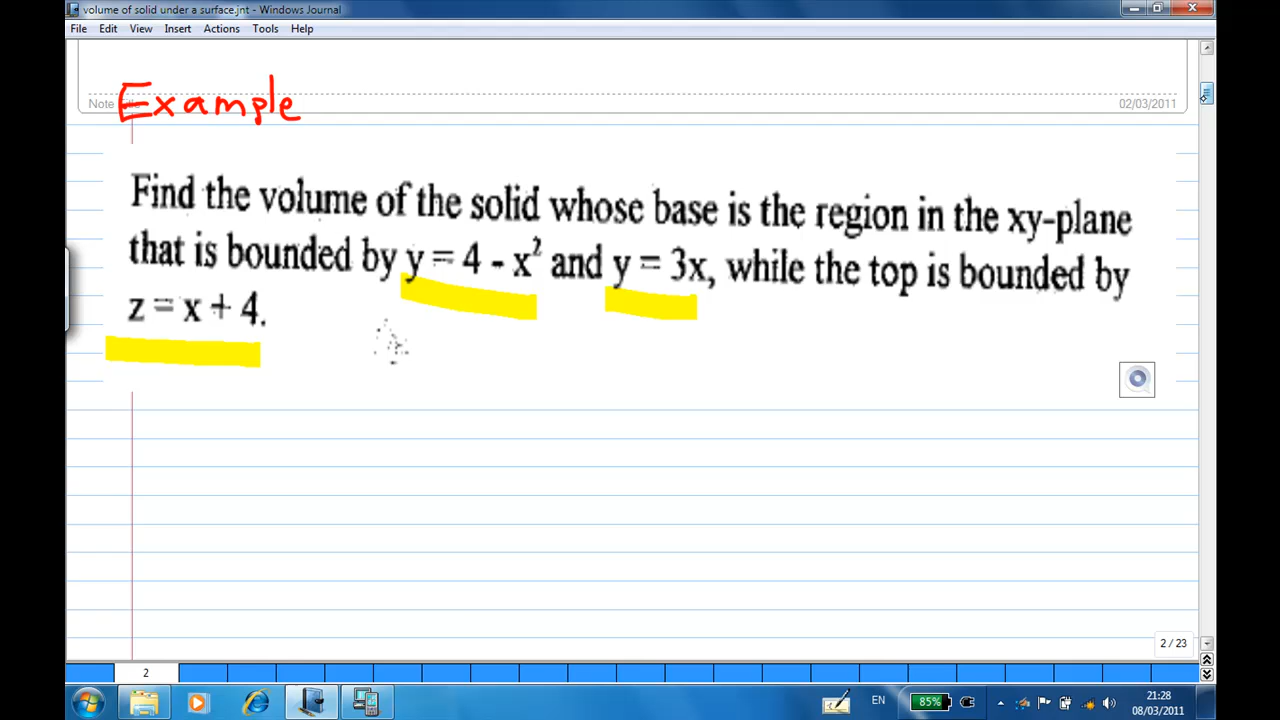 volume of solid under a surface.jnt - Windows Journal
File Edit View Insert Actions Tools Help
Example
Note Title 02/03/2011
Find the volume of the solid whose base is the region in the xy-plane
that is bounded by y = 4 - x² and y = 3x, while the top is bounded by
z = x + 4.
2 / 23
2
EN 85% 21:28
08/03/2011